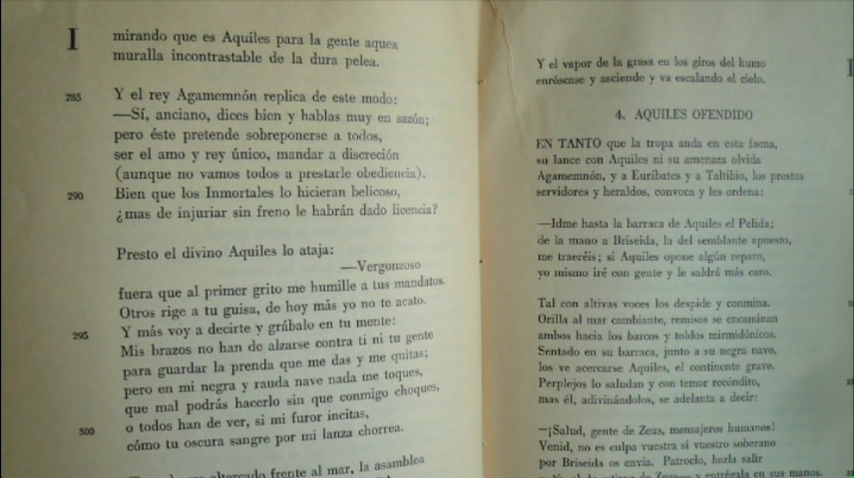 I
mirando que es Aquiles para la gente aquea
muralla incontrastable de la dura pelea.
285 Y el rey Agamemnón replica de este modo:
—Sí, anciano, dices bien y hablas muy en sazón;
pero éste pretende sobreponerse a todos,
ser el amo y rey único, mandar a discreción
(aunque no vamos todos a prestarle obediencia).
290 Bien que los Inmortales lo hicieran belicoso,
¿mas de injuriar sin freno le habrán dado licencia?
Presto el divino Aquiles lo ataja:
—Vergonzoso
fuera que al primer grito me humille a tus mandatos.
Otros rige a tu guisa, de hoy más yo no te acato.
295 Y más voy a decirte y grábalo en tu mente:
Mis brazos no han de alzarse contra ti ni tu gente
para guardar la prenda que me das y me quitas;
pero en mi negra y rauda nave nada me toques,
que mal podrás hacerlo sin que conmigo choques,
300 o todos han de ver, si mi furor incitas,
cómo tu oscura sangre por mi lanza chorrea.
altercado frente al mar, la asamblea
Y el vapor de la grasa en los giros del humo
enróscase y asciende y va escalando el cielo.
I
4. AQUILES OFENDIDO
EN TANTO que la tropa anda en esta faena,
su lance con Aquiles ni su amenaza olvida
Agamemnón, y a Euríbates y a Taltibio, los prestos
servidores y heraldos, convoca y les ordena:
—Idme hasta la barraca de Aquiles el Pelida;
de la mano a Briseida, la del semblante apuesto,
me traeréis; si Aquiles opone algún reparo,
yo mismo iré con gente y le saldrá más caro.
Tal con altivas voces los despide y conmina.
Orilla al mar cambiante, remisos se encaminan
ambos hacia los barcos y toldos mirmidónicos.
Sentado en su barraca, junto a su negra nave,
los ve acercarse Aquiles, el continente grave.
Perplejos lo saludan y con temor recóndito,
mas él, adivinándolos, se adelanta a decir:
—¡Salud, gente de Zeus, mensajeros humanos!
Venid, no es culpa vuestra si vuestro soberano
por Briseida os envía. Patroclo, hazla salir
de Zeus— y entrégala en sus manos.